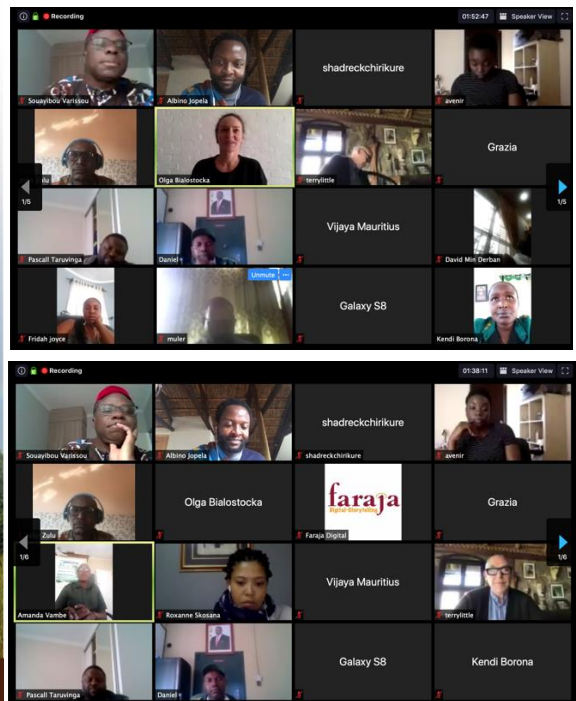 Recording 01:52:47 Speaker View
shadreckchirikure
Souayibou Varissou Albino Jopela avenir
Grazia
Olga Bialostocka terrylittle
1/5 1/5
Vijaya Mauritius
Pascall Taruvinga Daniel David Min Derban
Unmute ...
Galaxy S8
Fridah joyce muler Kendi Borona
Recording 01:38:11 Speaker View
shadreckchirikure
Souayibou Varissou Albino Jopela shadreckchirikure avenir
Olga Bialostocka faraja Grazia
Digital Storytelling
Zulu Faraja Digital
1/6 1/6
Vijaya Mauritius
Amanda Vambe Roxanne Skosana terrylittle
Galaxy S8 Kendi Borona
Pascall Taruvinga Daniel